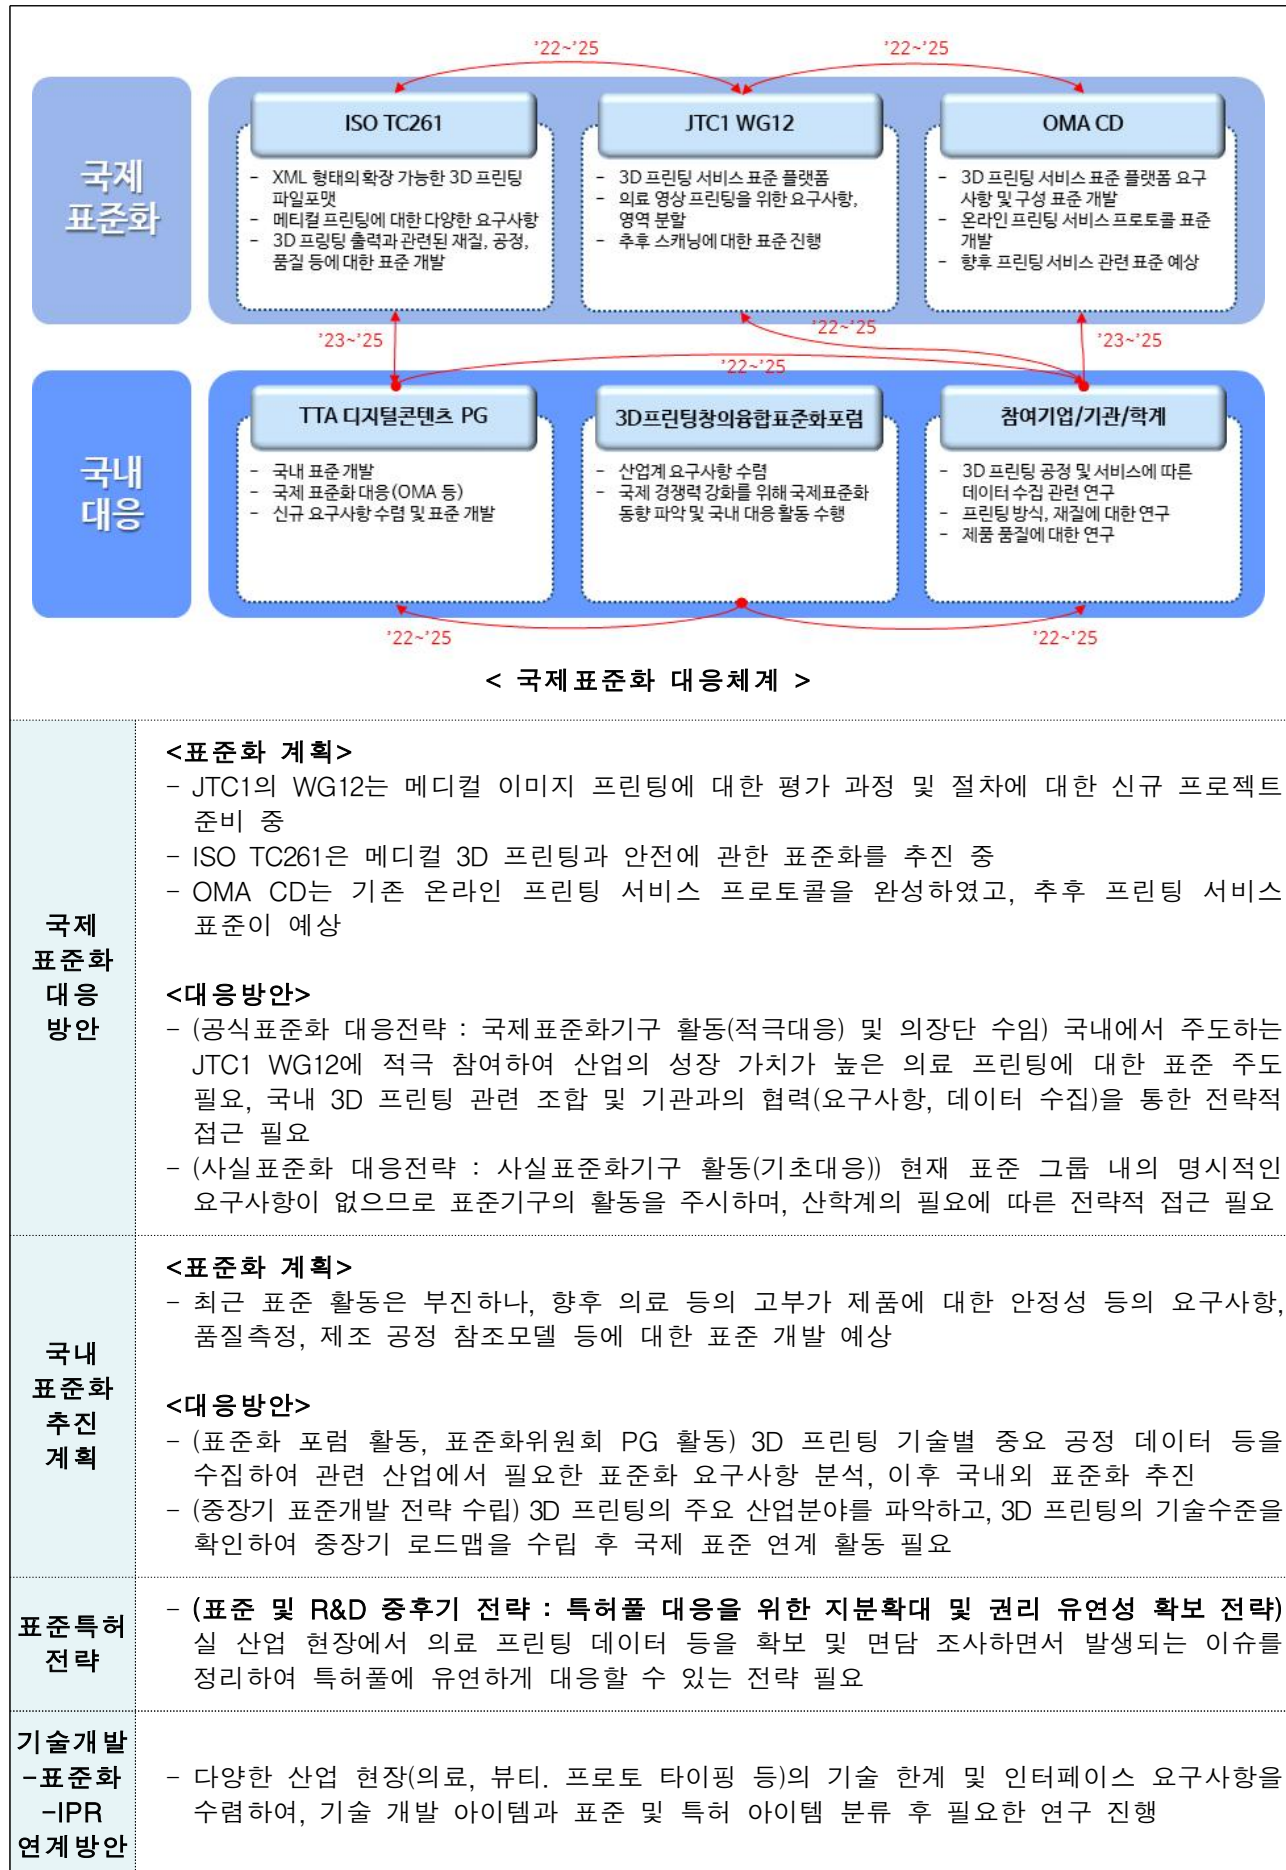 '22~'25
'22~'25
국제
표준화
ISO TC261
- XML 형태의 확장 가능한 3D 프린팅
파일포맷
- 메티컬 프린팅에 대한 다양한 요구사항
- 3D 프링팅 출력과 관련된 재질, 공정,
품질 등에 대한 표준 개발
JTC1 WG12
- 3D 프린팅 서비스 표준 플랫폼
- 의료 영상 프린팅을 위한 요구사항,
영역 분할
- 추후 스캐닝에 대한 표준 진행
OMA CD
- 3D 프린팅 서비스 표준 플랫폼 요구
사항 및 구성 표준 개발
- 온라인 프린팅 서비스 프로토콜 표준
개발
- 향후 프린팅 서비스 관련 표준 예상
'23~'25
'22~'25
'23~'25
'22~'25
국내
대응
TTA 디지털콘텐츠 PG
- 국내 표준 개발
- 국제 표준화 대응(OMA 등)
- 신규 요구사항 수렴 및 표준 개발
3D프린팅창의융합표준화포럼
- 산업계 요구사항 수렴
- 국제 경쟁력 강화를 위해 국제표준화
동향 파악 및 국내 대응 활동 수행
참여기업/기관/학계
- 3D 프린팅 공정 및 서비스에 따른
데이터 수집 관련 연구
- 프린팅 방식, 재질에 대한 연구
- 제품 품질에 대한 연구
'22~'25
'22~'25
< 국제표준화 대응체계 >
국제
표준화
대응
방안
<표준화 계획>
- JTC1의 WG12는 메디컬 이미지 프린팅에 대한 평가 과정 및 절차에 대한 신규 프로젝트
준비 중
- ISO TC261은 메디컬 3D 프린팅과 안전에 관한 표준화를 추진 중
- OMA CD는 기존 온라인 프린팅 서비스 프로토콜을 완성하였고, 추후 프린팅 서비스
표준이 예상
<대응방안>
- (공식표준화 대응전략 : 국제표준화기구 활동(적극대응) 및 의장단 수임) 국내에서 주도하는
JTC1 WG12에 적극 참여하여 산업의 성장 가치가 높은 의료 프린팅에 대한 표준 주도
필요, 국내 3D 프린팅 관련 조합 및 기관과의 협력(요구사항, 데이터 수집)을 통한 전략적
접근 필요
- (사실표준화 대응전략 : 사실표준화기구 활동(기초대응)) 현재 표준 그룹 내의 명시적인
요구사항이 없으므로 표준기구의 활동을 주시하며, 산학계의 필요에 따른 전략적 접근 필요
국내
표준화
추진
계획
<표준화 계획>
- 최근 표준 활동은 부진하나, 향후 의료 등의 고부가 제품에 대한 안정성 등의 요구사항,
품질측정, 제조 공정 참조모델 등에 대한 표준 개발 예상
<대응방안>
- (표준화 포럼 활동, 표준화위원회 PG 활동) 3D 프린팅 기술별 중요 공정 데이터 등을
수집하여 관련 산업에서 필요한 표준화 요구사항 분석, 이후 국내외 표준화 추진
- (중장기 표준개발 전략 수립) 3D 프린팅의 주요 산업분야를 파악하고, 3D 프린팅의 기술수준을
확인하여 중장기 로드맵을 수립 후 국제 표준 연계 활동 필요
표준특허
전략
- (표준 및 R&D 중후기 전략 : 특허풀 대응을 위한 지분확대 및 권리 유연성 확보 전략)
실 산업 현장에서 의료 프린팅 데이터 등을 확보 및 면담 조사하면서 발생되는 이슈를
정리하여 특허풀에 유연하게 대응할 수 있는 전략 필요
기술개발
-표준화
-IPR
연계방안
- 다양한 산업 현장(의료, 뷰티. 프로토 타이핑 등)의 기술 한계 및 인터페이스 요구사항을
수렴하여, 기술 개발 아이템과 표준 및 특허 아이템 분류 후 필요한 연구 진행